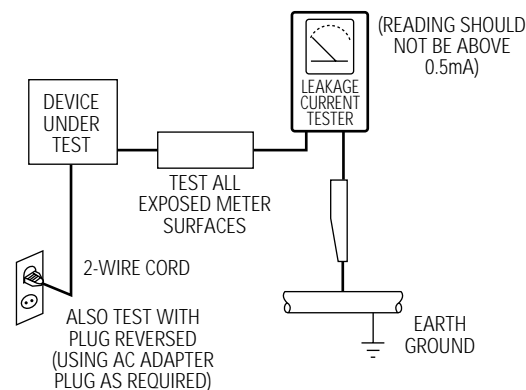 (READING SHOULD
NOT BE ABOVE
0.5mA)
LEAKAGE
CURRENT
TESTER
DEVICE
UNDER
TEST
TEST ALL
EXPOSED METER
SURFACES
2-WIRE CORD
ALSO TEST WITH
PLUG REVERSED
(USING AC ADAPTER
PLUG AS REQUIRED)
EARTH
GROUND